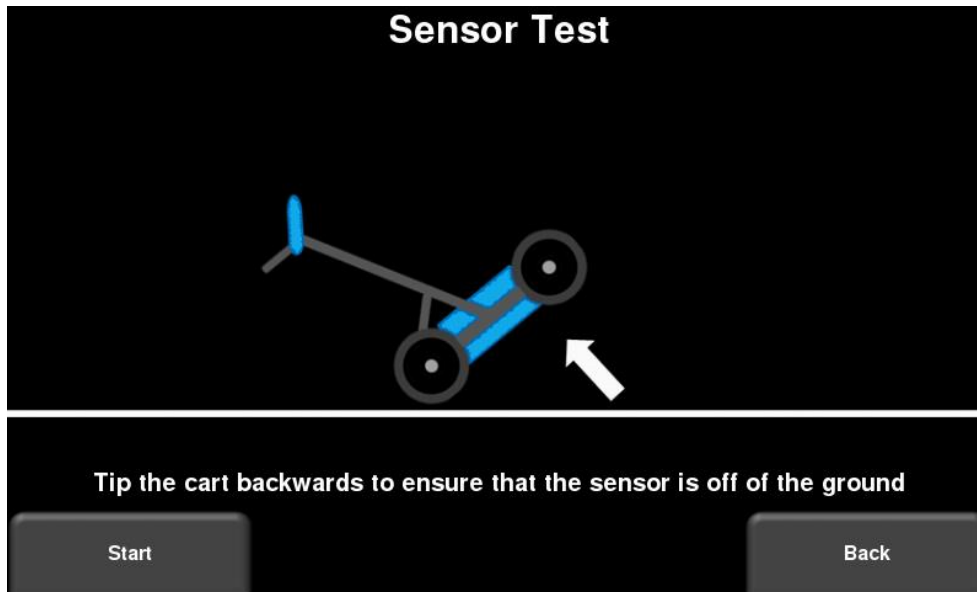 Sensor Test
Tip the cart backwards to ensure that the sensor is off of the ground
Start
Back